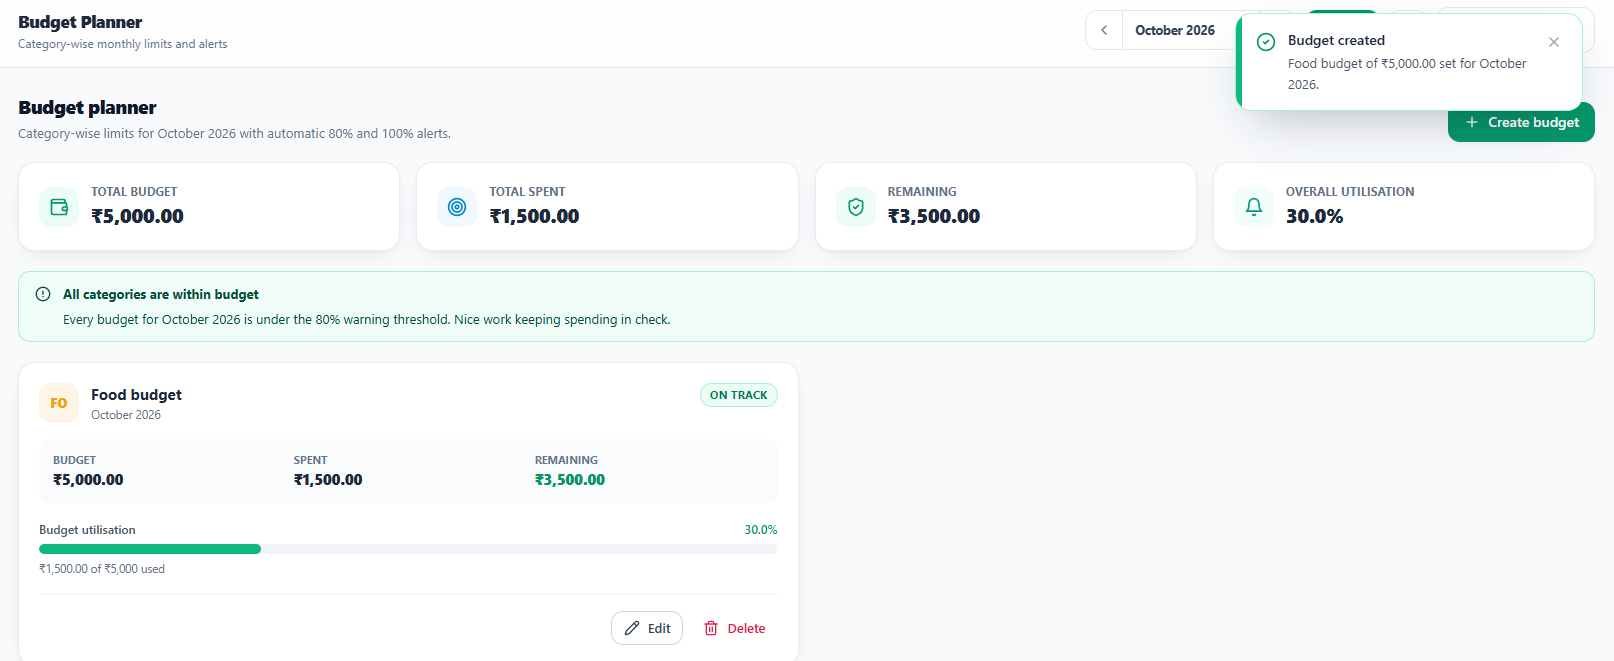 Budget Planner
Category-wise monthly limits and alerts
October 2026
Budget created
Food budget of ₹5,000.00 set for October
2026.
Budget planner
Category-wise limits for October 2026 with automatic 80% and 100% alerts.
+ Create budget
TOTAL BUDGET
₹5,000.00
TOTAL SPENT
₹1,500.00
REMAINING
₹3,500.00
OVERALL UTILISATION
30.0%
All categories are within budget
Every budget for October 2026 is under the 80% warning threshold. Nice work keeping spending in check.
FO
Food budget
October 2026
ON TRACK
BUDGET
₹5,000.00
SPENT
₹1,500.00
REMAINING
₹3,500.00
Budget utilisation
30.0%
₹1,500.00 of ₹5,000 used
Edit
Delete